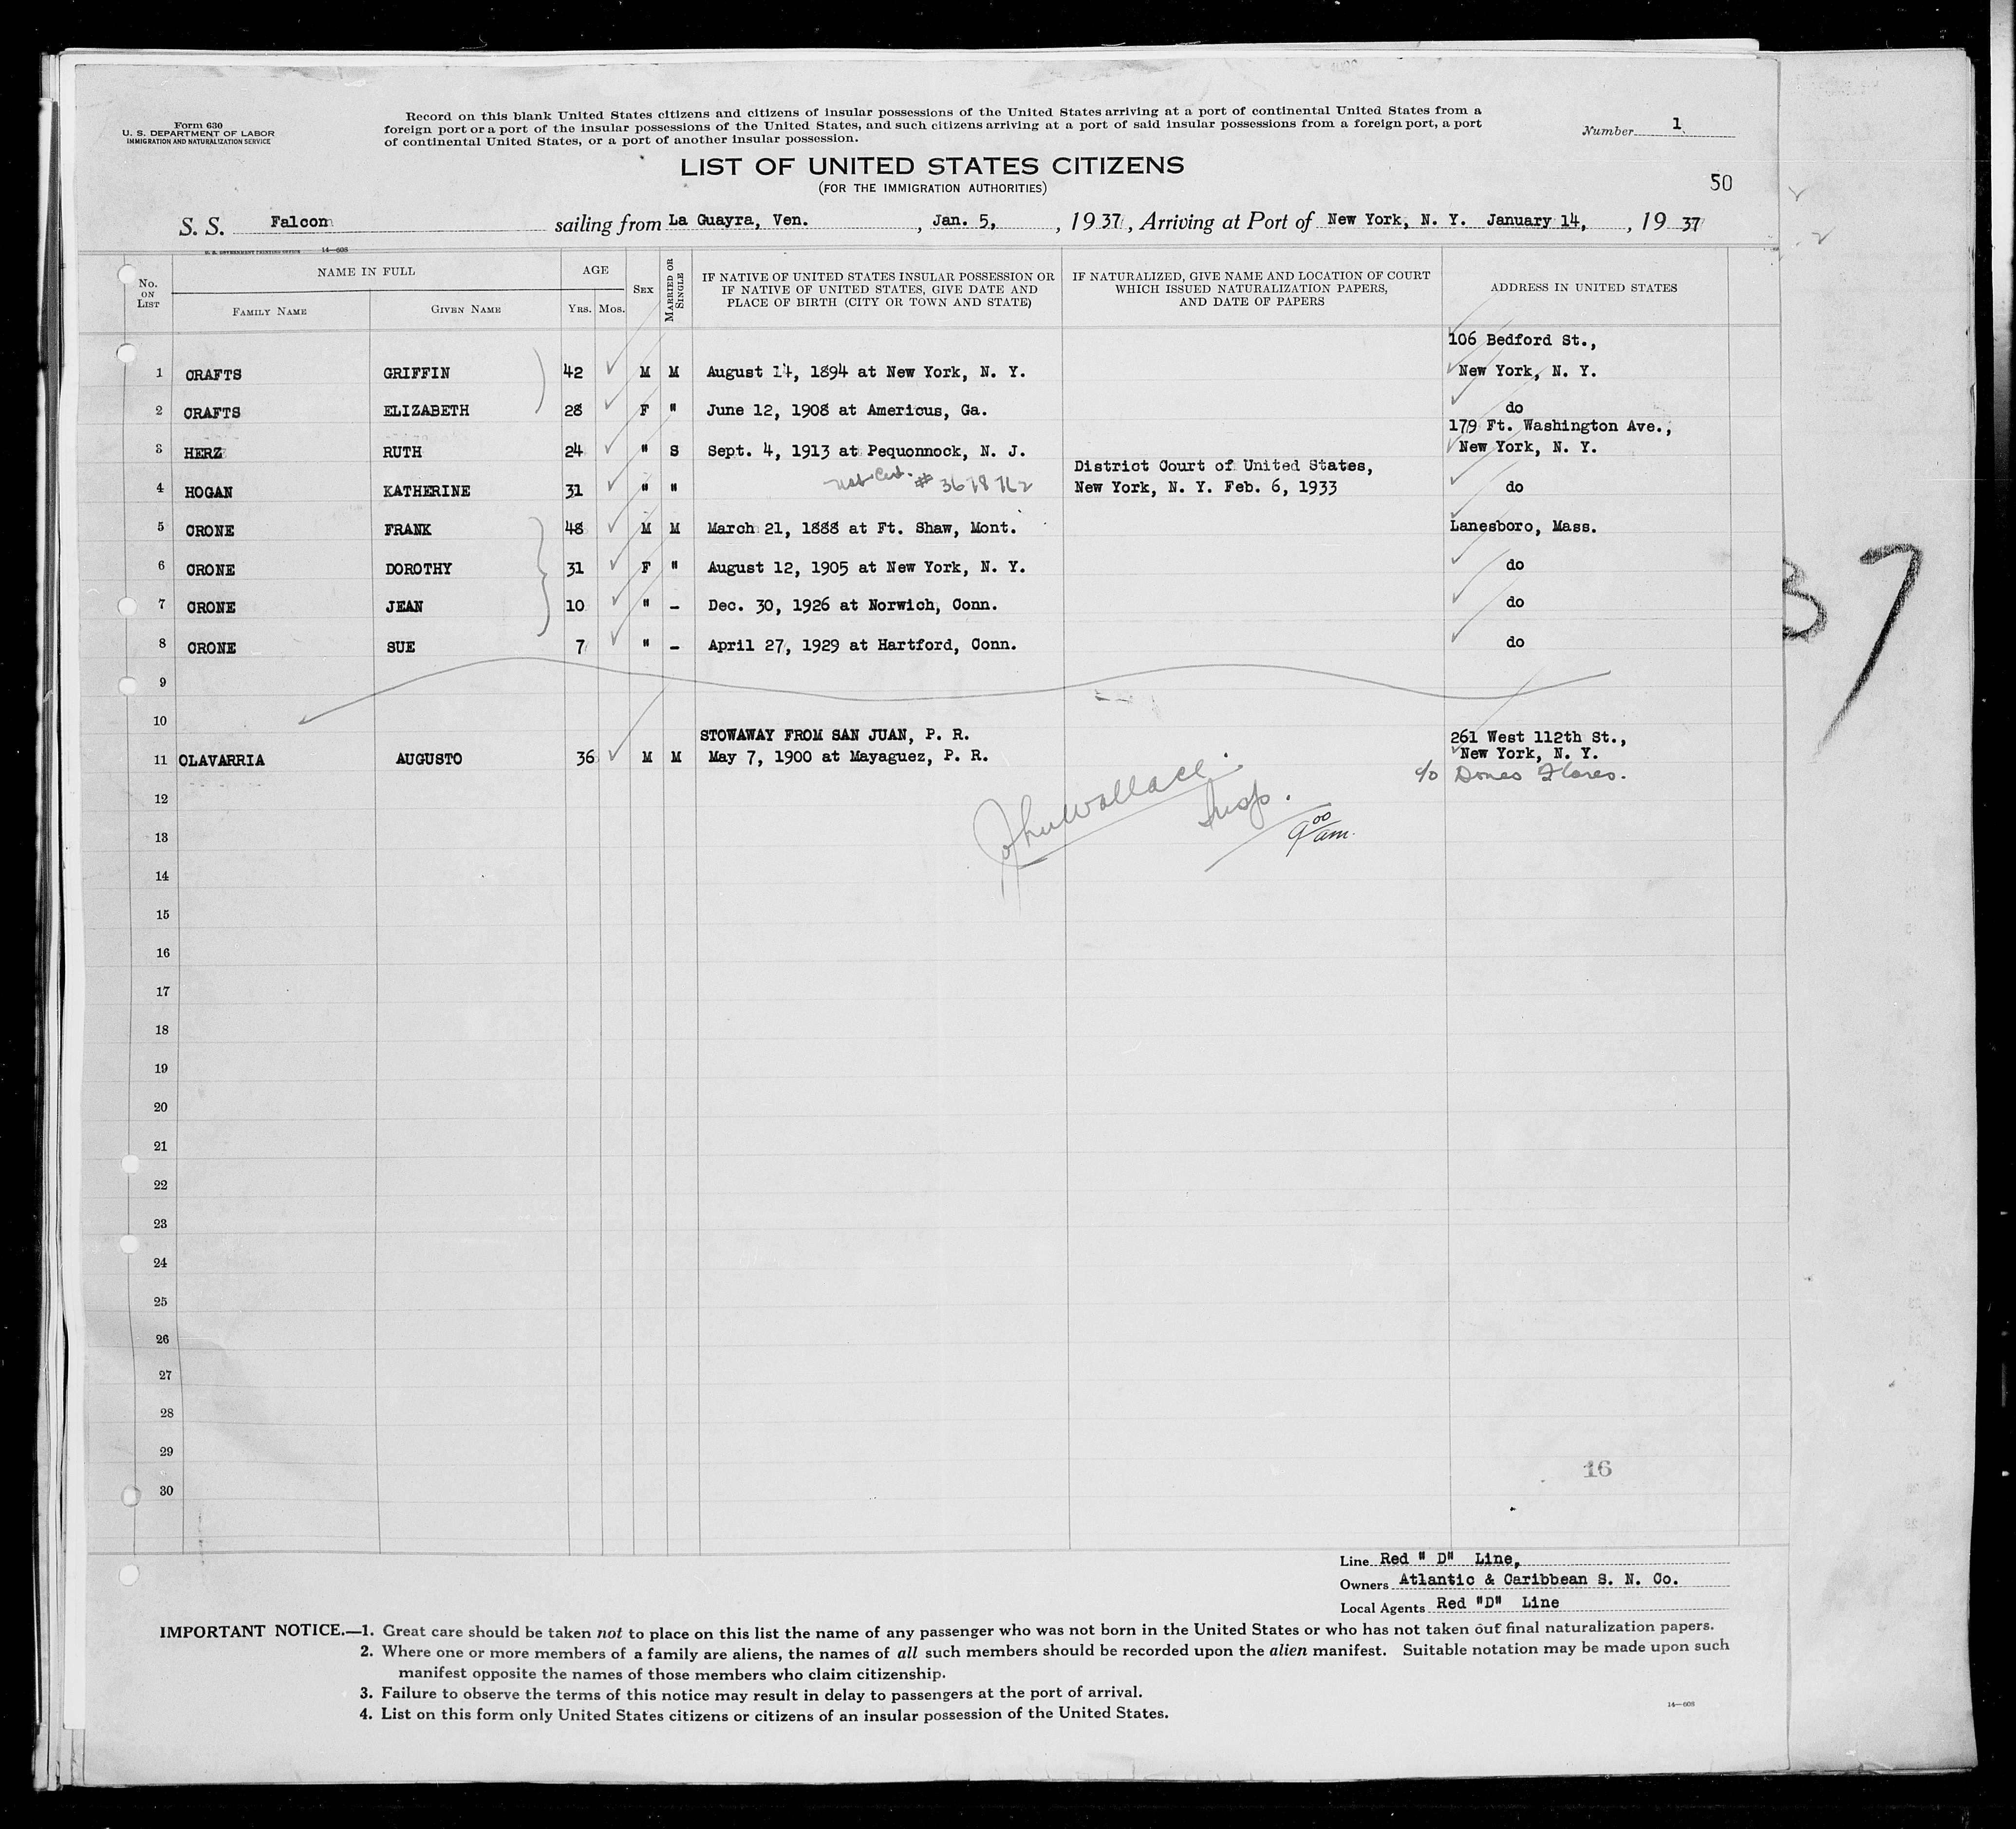 Form 630
U. S. DEPARTMENT OF LABOR
IMMIGRATION AND NATURALIZATION SERVICE
Record on this blank United States citizens and citizens of insular possessions of the United States arriving at a port of continental United States from a
foreign port or a port of the insular possessions of the United States, and such citizens arriving at a port of said insular possessions from a foreign port, a port
of continental United States, or a port of another insular possession.
Number 1
LIST OF UNITED STATES CITIZENS
(FOR THE IMMIGRATION AUTHORITIES)
50
S. S. Falcon sailing from La Guayra, Ven. , Jan. 5, , 1937 , Arriving at Port of New York, N. Y. January 14, , 19 37
U. S. GOVERNMENT PRINTING OFFICE 14—608
No. ON LIST
NAME IN FULL
FAMILY NAME
GIVEN NAME
AGE
YRS. MOS.
SEX
MARRIED OR SINGLE
IF NATIVE OF UNITED STATES INSULAR POSSESSION OR
IF NATIVE OF UNITED STATES, GIVE DATE AND
PLACE OF BIRTH (CITY OR TOWN AND STATE)
IF NATURALIZED, GIVE NAME AND LOCATION OF COURT
WHICH ISSUED NATURALIZATION PAPERS,
AND DATE OF PAPERS
ADDRESS IN UNITED STATES
106 Bedford St.,
1 CRAFTS GRIFFIN 42 M M August 14, 1894 at New York, N. Y. New York, N. Y.
2 CRAFTS ELIZABETH 28 F " June 12, 1908 at Americus, Ga. do
179 Ft. Washington Ave.,
3 HERZ RUTH 24 " S Sept. 4, 1913 at Pequonnock, N. J. New York, N. Y.
District Court of United States,
4 HOGAN KATHERINE 31 " " New York, N. Y. Feb. 6, 1933 do
5 CRONE FRANK 48 M M March 21, 1888 at Ft. Shaw, Mont. Lanesboro, Mass.
6 CRONE DOROTHY 31 F " August 12, 1905 at New York, N. Y. do
7 CRONE JEAN 10 " - Dec. 30, 1926 at Norwich, Conn. do
8 CRONE SUE 7 " - April 27, 1929 at Hartford, Conn. do
9
10
STOWAWAY FROM SAN JUAN, P. R. 261 West 112th St.,
11 OLAVARRIA AUGUSTO 36 M M May 7, 1900 at Mayaguez, P. R. New York, N. Y.
c/o
John Wallace
Insp.
9 00 am.
12
13
14
15
16
17
18
19
20
21
22
23
24
25
26
27
28
29
30
16
37
Line Red " D" Line,
Owners Atlantic & Caribbean S. N. Co.
Local Agents Red "D" Line
IMPORTANT NOTICE.—1. Great care should be taken not to place on this list the name of any passenger who was not born in the United States or who has not taken out final naturalization papers.
2. Where one or more members of a family are aliens, the names of all such members should be recorded upon the alien manifest. Suitable notation may be made upon such
manifest opposite the names of those members who claim citizenship.
3. Failure to observe the terms of this notice may result in delay to passengers at the port of arrival.
4. List on this form only United States citizens or citizens of an insular possession of the United States.
14—608